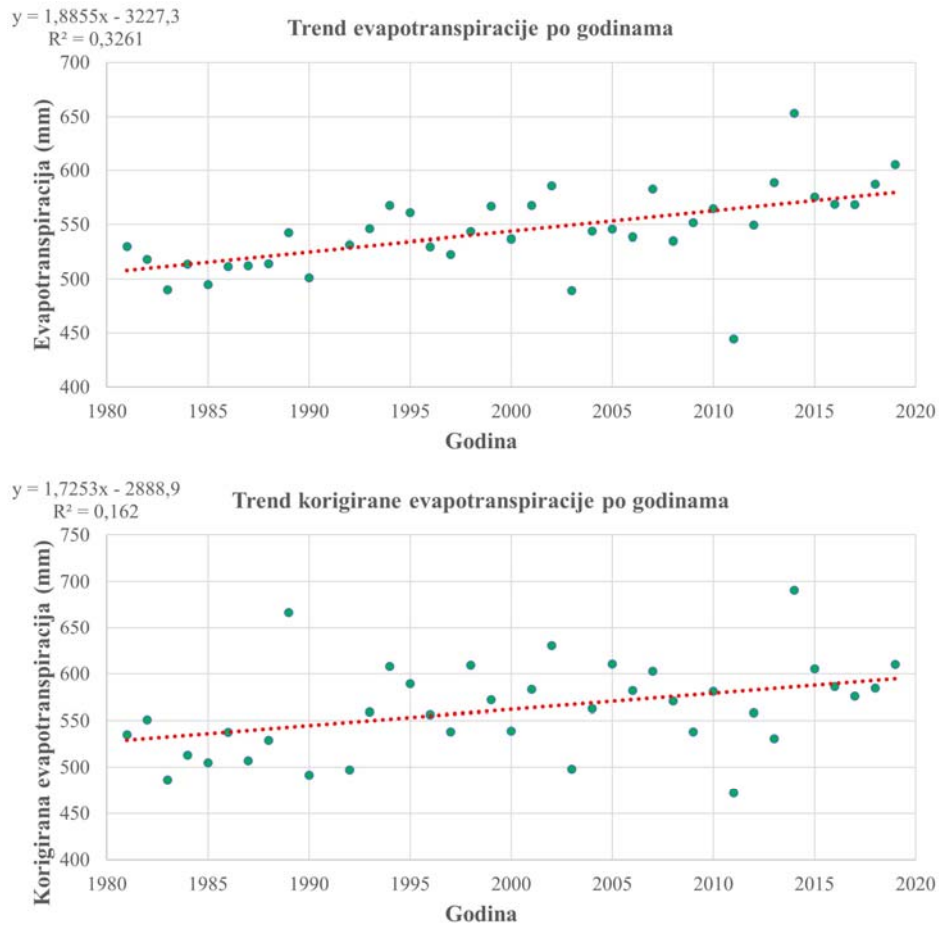 y = 1,8855x - 3227,3
R² = 0,3261
Trend evapotranspiracije po godinama
Evapotranspiracija (mm)
700
650
600
550
500
450
400
1980 1985 1990 1995 2000 2005 2010 2015 2020
Godina
y = 1,7253x - 2888,9
R² = 0,162
Trend korigirane evapotranspiracije po godinama
Korigirana evapotranspiracija (mm)
750
700
650
600
550
500
450
400
1980 1985 1990 1995 2000 2005 2010 2015 2020
Godina